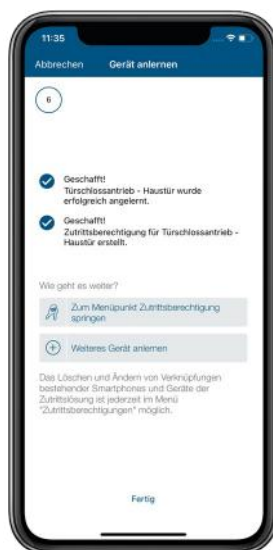 11:35
Abbrechen
Gerät anlernen
6
Geschafft!
Türschlossantrieb - Haustür wurde
erfolgreich angelernt.
Geschafft!
Zutrittsberechtigung für Türschlossantrieb -
Haustür erstellt.
Wie geht es weiter?
Zum Menüpunkt Zutrittsberechtigung
springen
Weiteres Gerät anlernen
Das Löschen und Ändern von Verknüpfungen
bestehender Smartphones und Geräte der
Zutrittslösung ist jederzeit im Menü
"Zutrittsberechtigungen" möglich.
Fertig